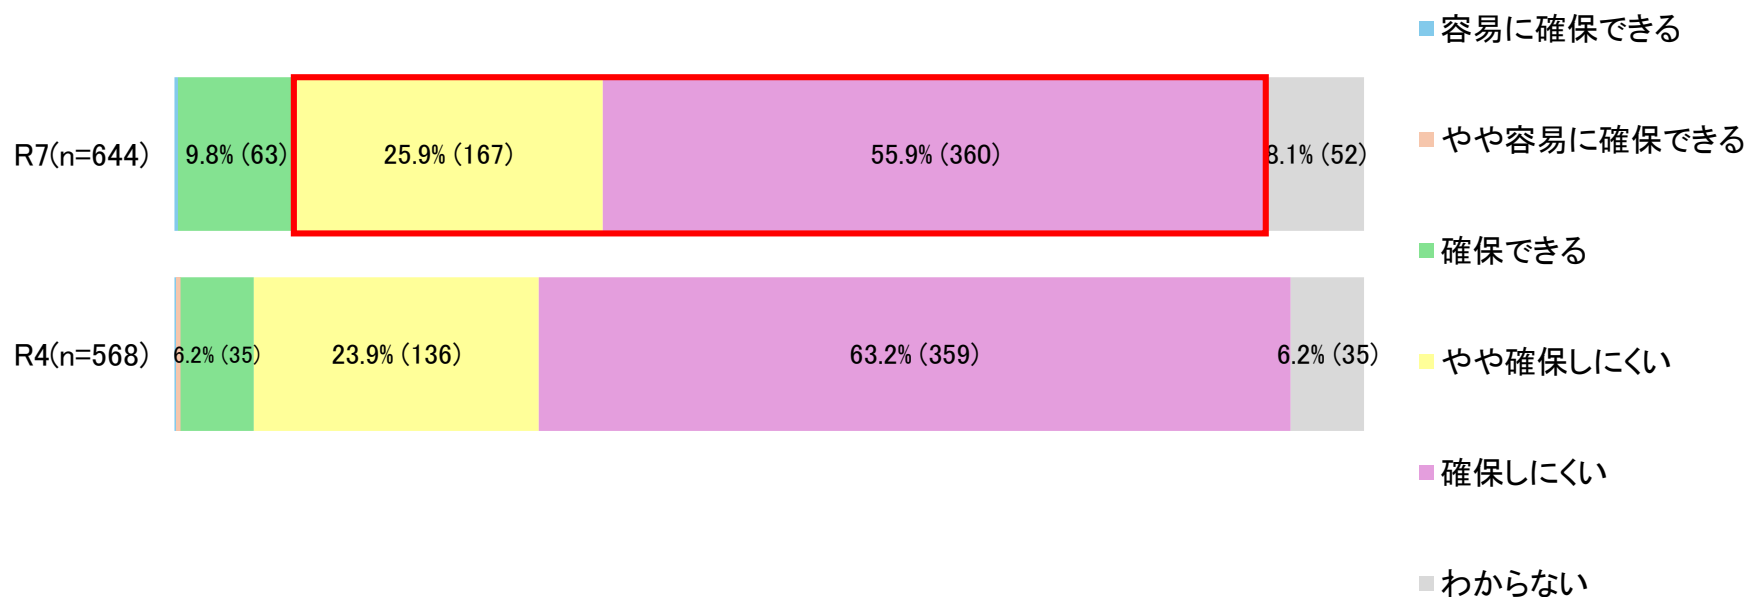 容易に確保できる
やや容易に確保できる
確保できる
やや確保しにくい
確保しにくい
わからない
R7(n=644) 9.8% (63) 25.9% (167) 55.9% (360) 8.1% (52)
R4(n=568) 6.2% (35) 23.9% (136) 63.2% (359) 6.2% (35)